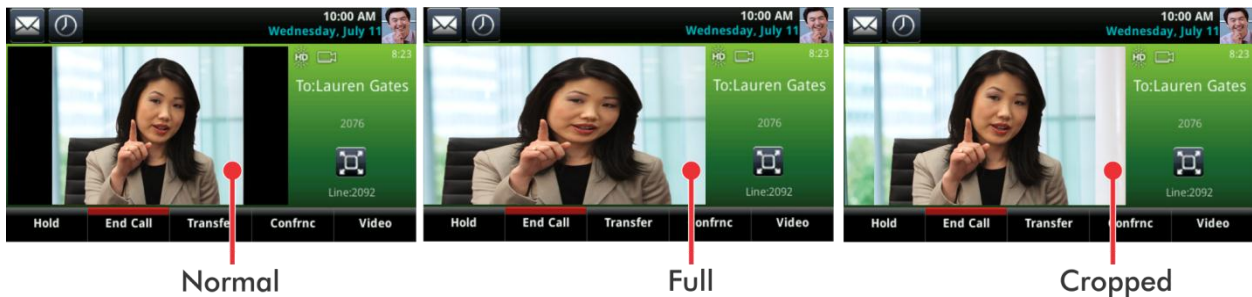 10:00 AM
Wednesday, July 11
HD 8:23
To:Lauren Gates
2076
Line:2092
Hold End Call Transfer Confrnc Video
Normal
10:00 AM
Wednesday, July 11
HD 8:23
To:Lauren Gates
2076
Line:2092
Hold End Call Transfer Confrnc Video
Full
10:00 AM
Wednesday, July 11
HD 8:23
To:Lauren Gates
2076
Line:2092
Hold End Call Transfer Confrnc Video
Cropped